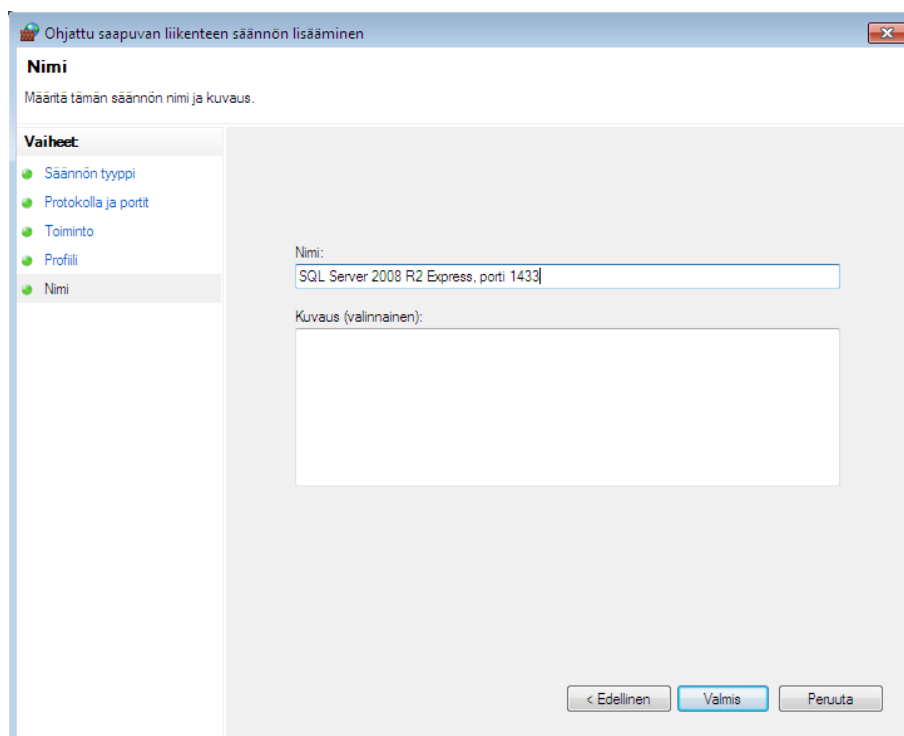 Ohjattu saapuvan liikenteen säännön lisääminen
Nimi
Määritä tämän säännön nimi ja kuvaus.
Vaiheet:
Säännön tyyppi
Protokolla ja portit
Toiminto
Profiili
Nimi
Nimi:
SQL Server 2008 R2 Express, porti 1433
Kuvaus (valinnainen):
< Edellinen
Valmis
Peruuta